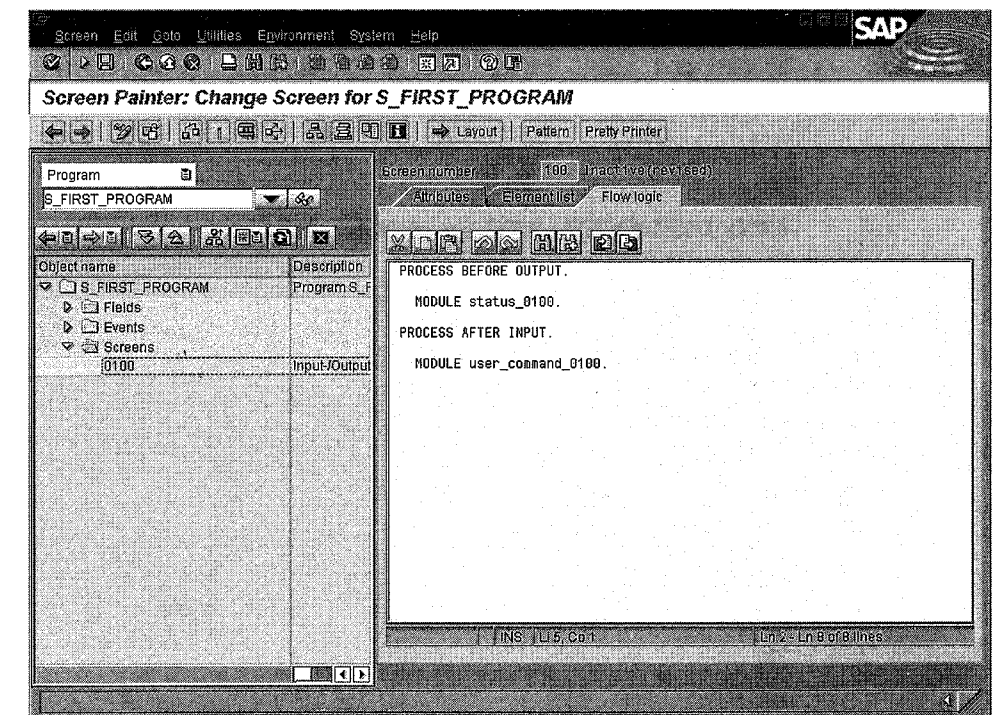 Screen Edit Goto Utilities Environment System Help
SAP
Screen Painter: Change Screen for S_FIRST_PROGRAM
Layout Pattern Pretty Printer
Program
S_FIRST_PROGRAM
Object name Description
S_FIRST_PROGRAM Program S_F
Fields
Events
Screens
0100 Input-/Output
Screen number 100 Inactive(revised)
Attributes Element list Flow logic
PROCESS BEFORE OUTPUT.
MODULE status_0100.
PROCESS AFTER INPUT.
MODULE user_command_0100.
INS Li 5, Co 1 Ln 2 - Ln 8 of 8 lines